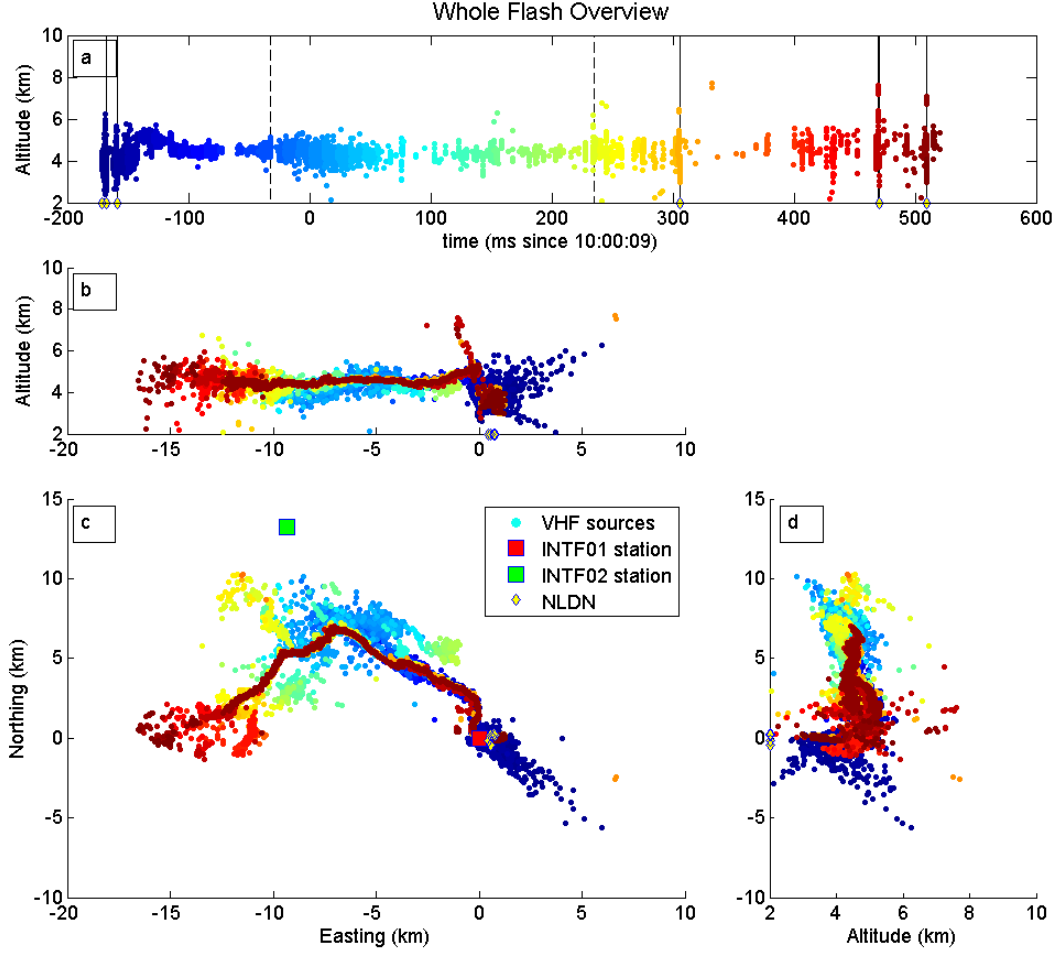 Whole Flash Overview
a
Altitude (km)
10
8
6
4
2
-200 -100 0 100 200 300 400 500 600
time (ms since 10:00:09)
b
Altitude (km)
10
8
6
4
2
-20 -15 -10 -5 0 5 10
c
Northing (km)
15
10
5
0
-5
-10
-20 -15 -10 -5 0 5 10
Easting (km)
VHF sources
INTF01 station
INTF02 station
NLDN
d
15
10
5
0
-5
-10
2 4 6 8 10
Altitude (km)